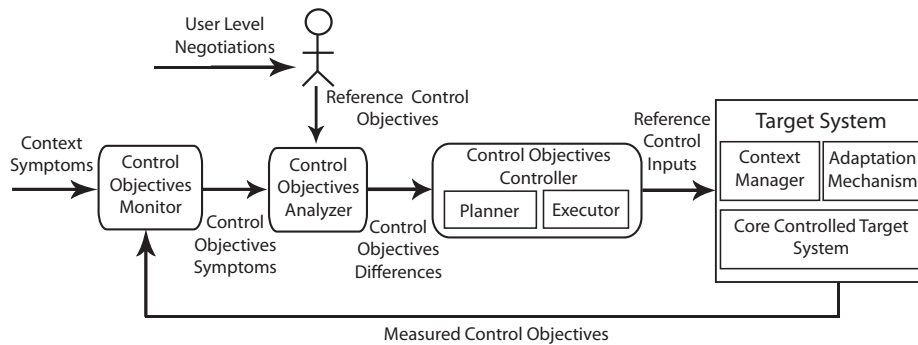 User Level
Negotiations
Reference Control
Objectives
Context
Symptoms
Control
Objectives
Monitor
Control
Objectives
Symptoms
Control
Objectives
Analyzer
Control
Objectives
Differences
Control Objectives
Controller
Planner
Executor
Reference
Control
Inputs
Target System
Context
Manager
Adaptation
Mechanism
Core Controlled Target
System
Measured Control Objectives